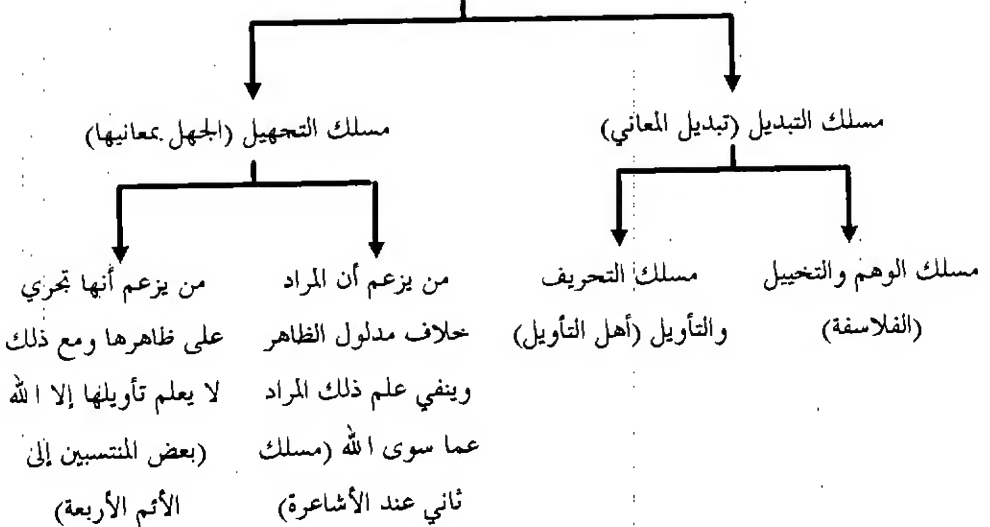 مسلك التبديل (تبديل المعاني)
مسلك التجهيل (الجهل بمعانيها)
مسلك الوهم والتخييل
(الفلاسفة)
مسلك التحريف
والتأويل (أهل التأويل)
من يزعم أن المراد
خلاف مدلول الظاهر
وينفي علم ذلك المراد
عما سوى الله (مسلك
ثاني عند الأشاعرة)
من يزعم أنها تجري
على ظاهرها ومع ذلك
لا يعلم تأويلها إلا الله
(بعض المنتسبين إلى
الأئم الأربعة)